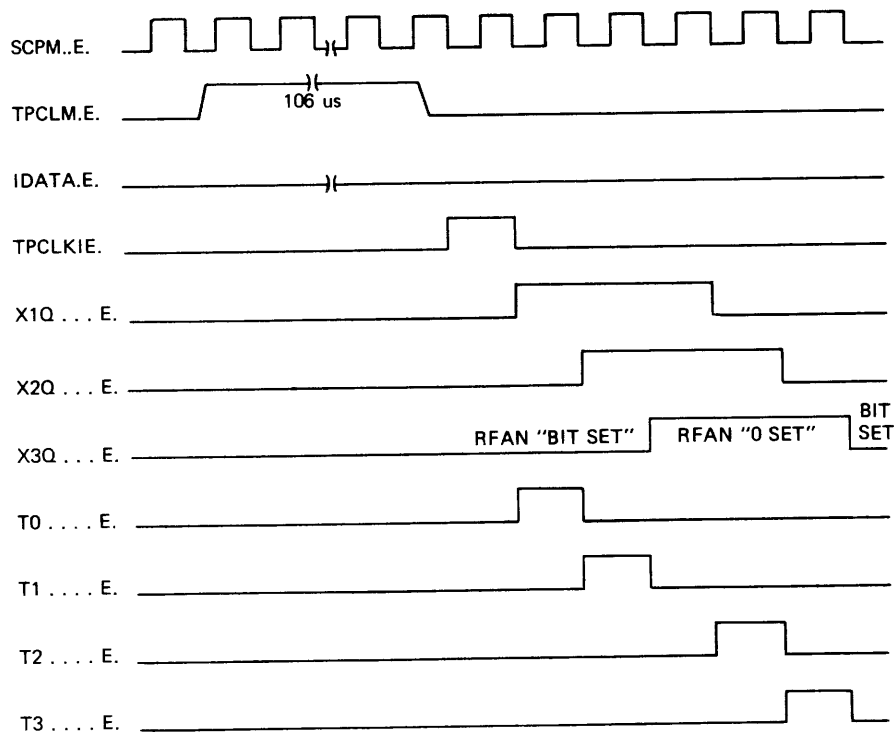 SCPM..E.
TPCLM.E.
106 us
IDATA.E.
TPCLKIE.
X1Q . . . E.
X2Q . . . E.
X3Q . . . E.
RFAN "BIT SET"
RFAN "0 SET"
BIT
SET
T0 . . . . E.
T1 . . . . E.
T2 . . . . E.
T3 . . . . E.